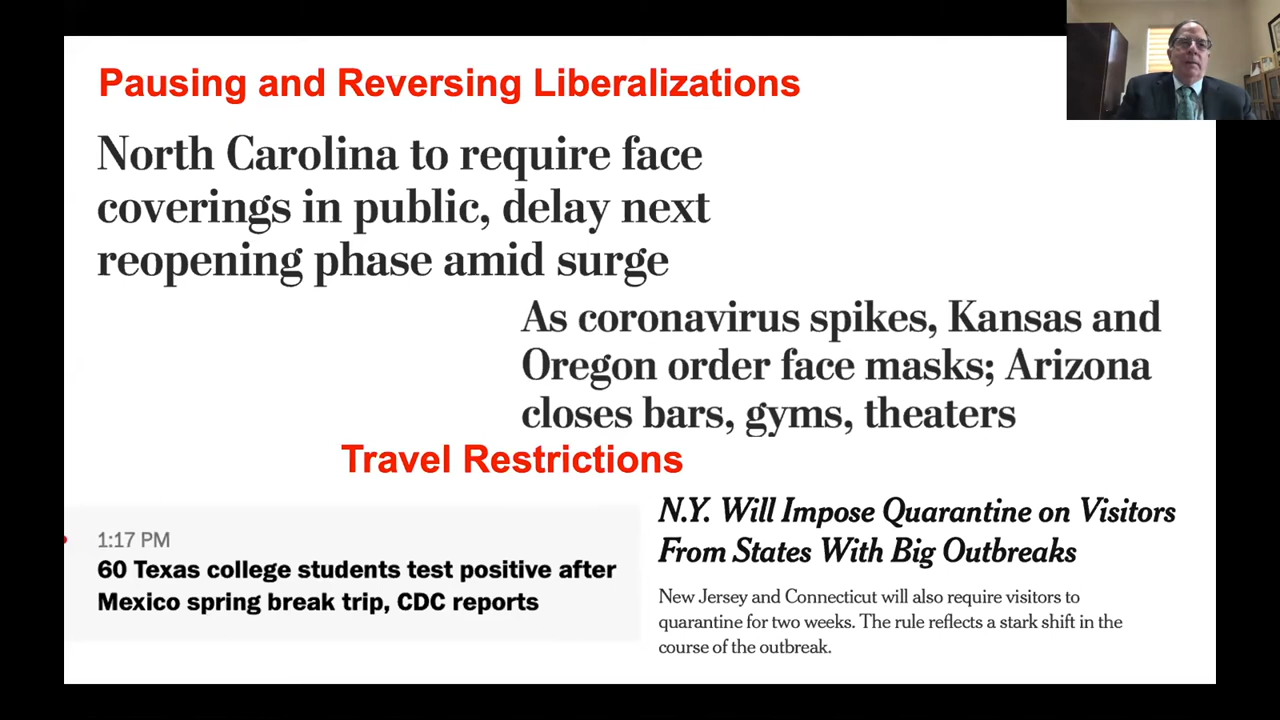 Pausing and Reversing Liberalizations
North Carolina to require face
coverings in public, delay next
reopening phase amid surge
As coronavirus spikes, Kansas and
Oregon order face masks; Arizona
closes bars, gyms, theaters
Travel Restrictions
1:17 PM
60 Texas college students test positive after
Mexico spring break trip, CDC reports
N.Y. Will Impose Quarantine on Visitors
From States With Big Outbreaks
New Jersey and Connecticut will also require visitors to
quarantine for two weeks. The rule reflects a stark shift in the
course of the outbreak.